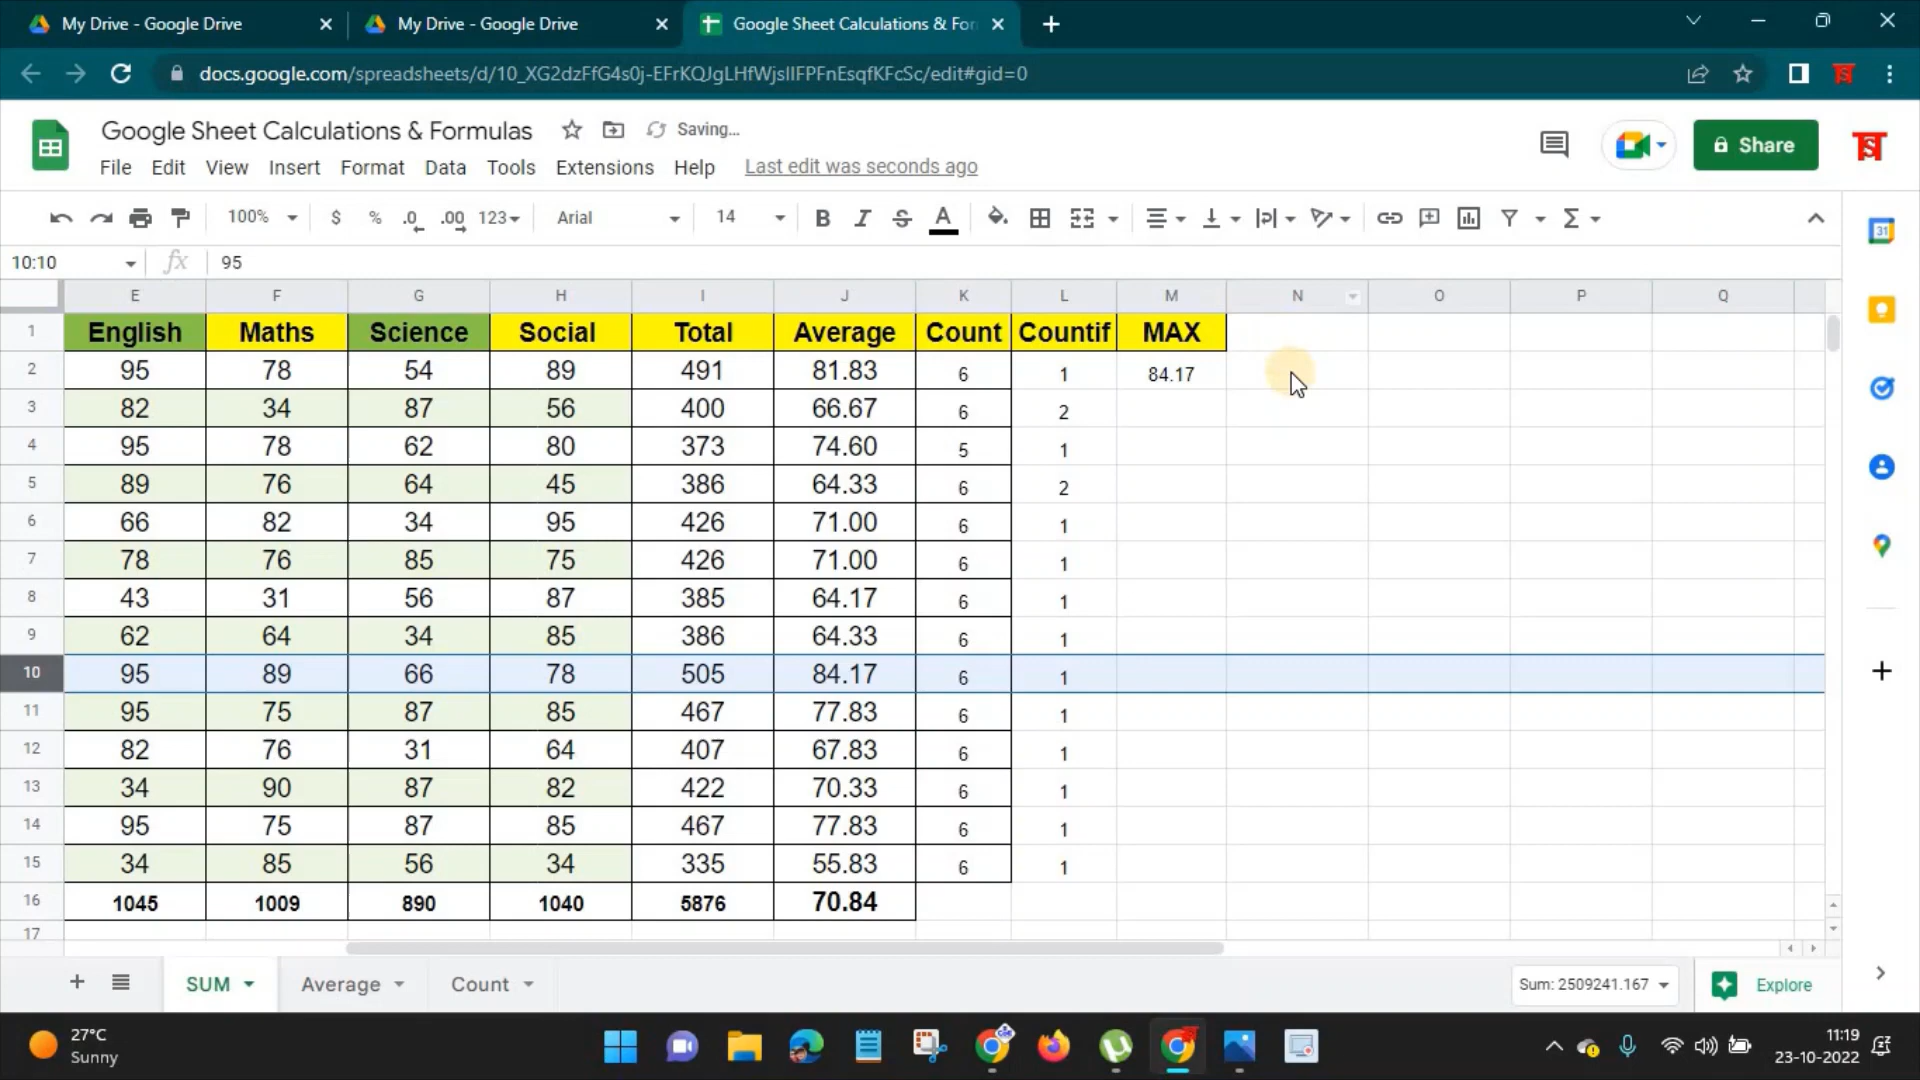 My Drive - Google Drive
My Drive - Google Drive
Google Sheet Calculations & For
docs.google.com/spreadsheets/d/10_XG2dzFfG4s0j-EFrKQJgLHfWjsIIFPFnEsqfKFcSc/edit#gid=0
Google Sheet Calculations & Formulas Saving...
File Edit View Insert Format Data Tools Extensions Help Last edit was seconds ago
Share
100% $ % .0 .00 123 Arial 14 B I S A
10:10 fx 95
E F G H I J K L M N O P Q
1 English Maths Science Social Total Average Count Countif MAX
2 95 78 54 89 491 81.83 6 1 84.17
3 82 34 87 56 400 66.67 6 2
4 95 78 62 80 373 74.60 5 1
5 89 76 64 45 386 64.33 6 2
6 66 82 34 95 426 71.00 6 1
7 78 76 85 75 426 71.00 6 1
8 43 31 56 87 385 64.17 6 1
9 62 64 34 85 386 64.33 6 1
10 95 89 66 78 505 84.17 6 1
11 95 75 87 85 467 77.83 6 1
12 82 76 31 64 407 67.83 6 1
13 34 90 87 82 422 70.33 6 1
14 95 75 87 85 467 77.83 6 1
15 34 85 56 34 335 55.83 6 1
16 1045 1009 890 1040 5876 70.84
17
SUM Average Count Sum: 2509241.167 Explore
27°C
Sunny
11:19
23-10-2022
31